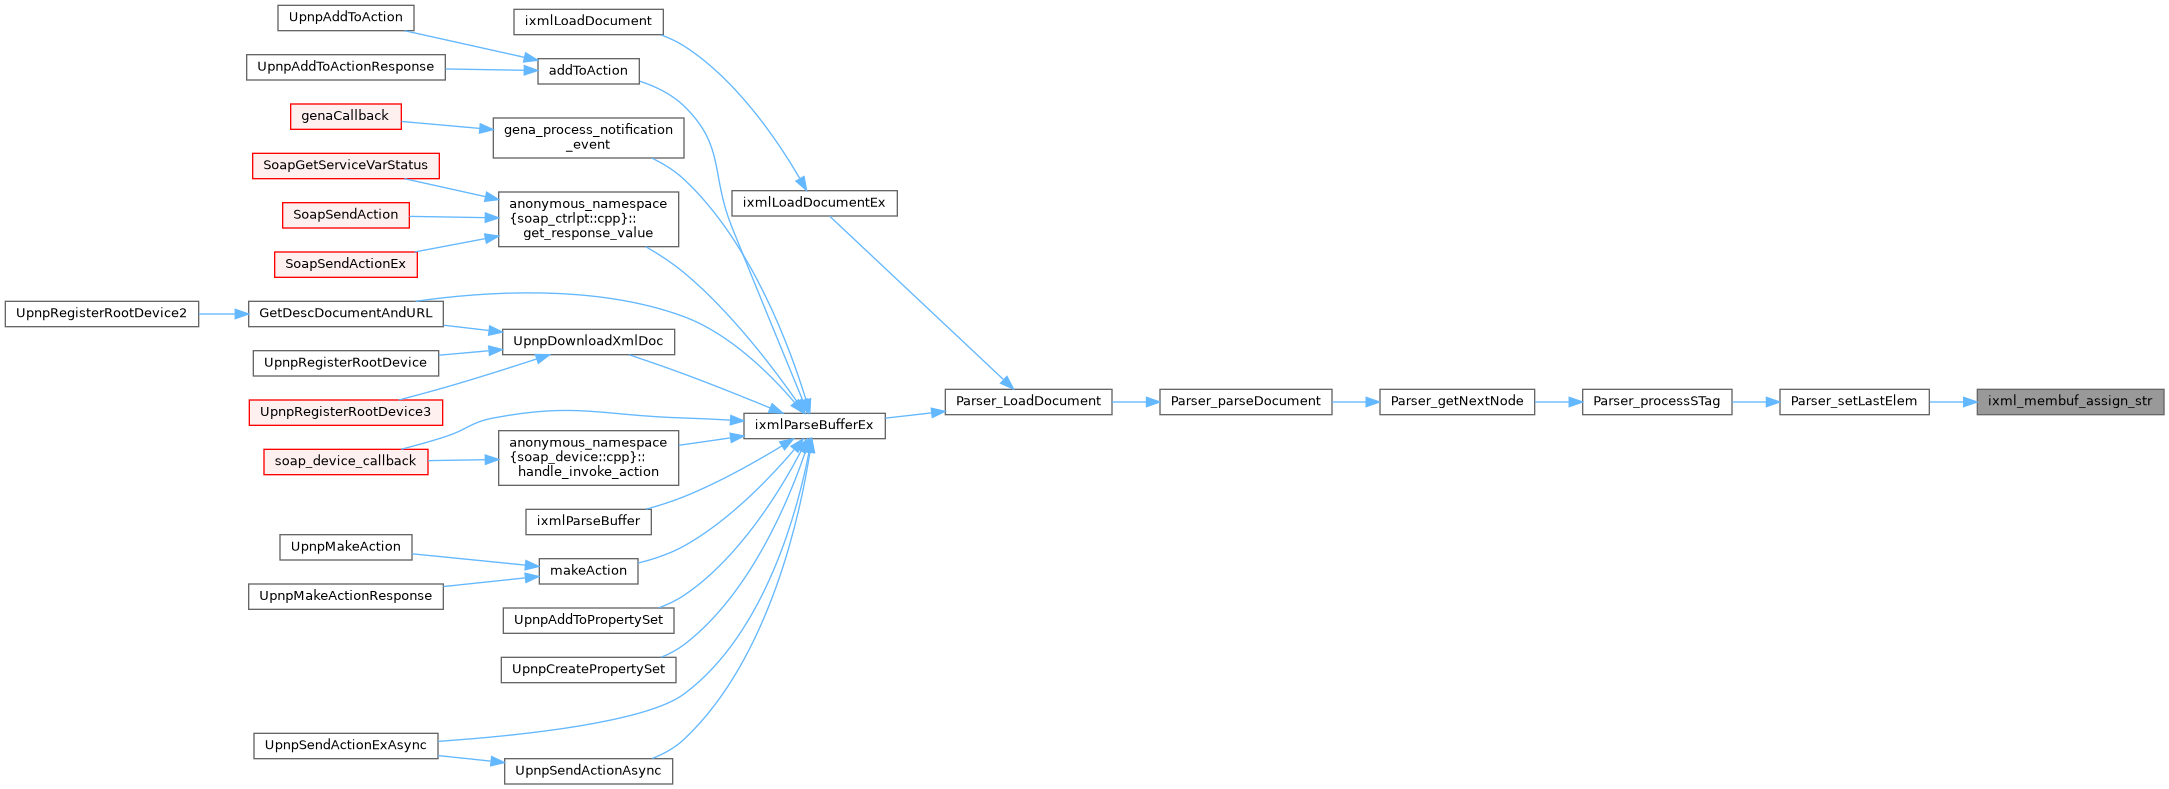 UpnpAddToAction
ixmlLoadDocument
UpnpAddToActionResponse
addToAction
genaCallback
gena_process_notification
_event
SoapGetServiceVarStatus
SoapSendAction
SoapSendActionEx
anonymous_namespace
{soap_ctrlpt::cpp}::
get_response_value
ixmlLoadDocumentEx
UpnpRegisterRootDevice2
GetDescDocumentAndURL
UpnpDownloadXmlDoc
UpnpRegisterRootDevice
UpnpRegisterRootDevice3
soap_device_callback
anonymous_namespace
{soap_device::cpp}::
handle_invoke_action
ixmlParseBufferEx
Parser_LoadDocument
Parser_parseDocument
Parser_getNextNode
Parser_processSTag
Parser_setLastElem
ixml_membuf_assign_str
ixmlParseBuffer
UpnpMakeAction
makeAction
UpnpMakeActionResponse
UpnpAddToPropertySet
UpnpCreatePropertySet
UpnpSendActionExAsync
UpnpSendActionAsync